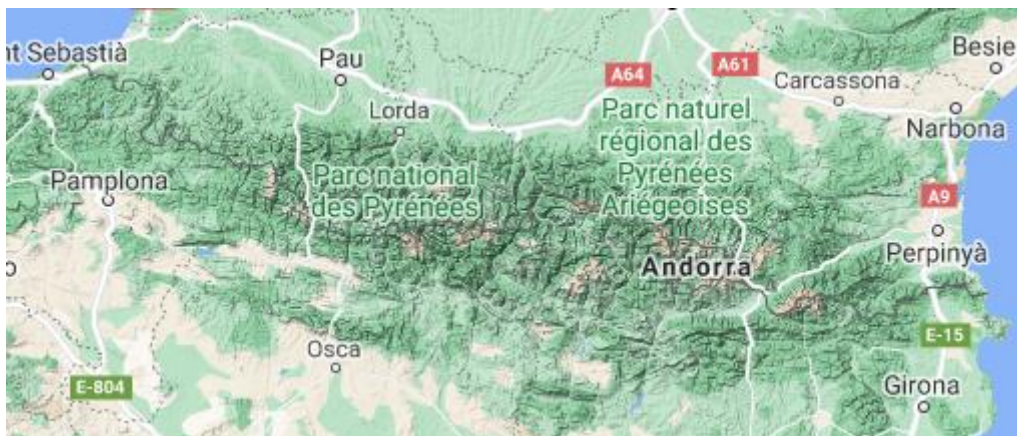 nt Sebastià
Pau
A64
A61
Besie
Carcassona
Lorda
Parc naturel
régional des
Pyrénées
Ariégeoises
Narbona
Pamplona
Parc national
des Pyrénées
A9
Perpinyà
Andorra
O
E-15
Osca
E-804
Girona